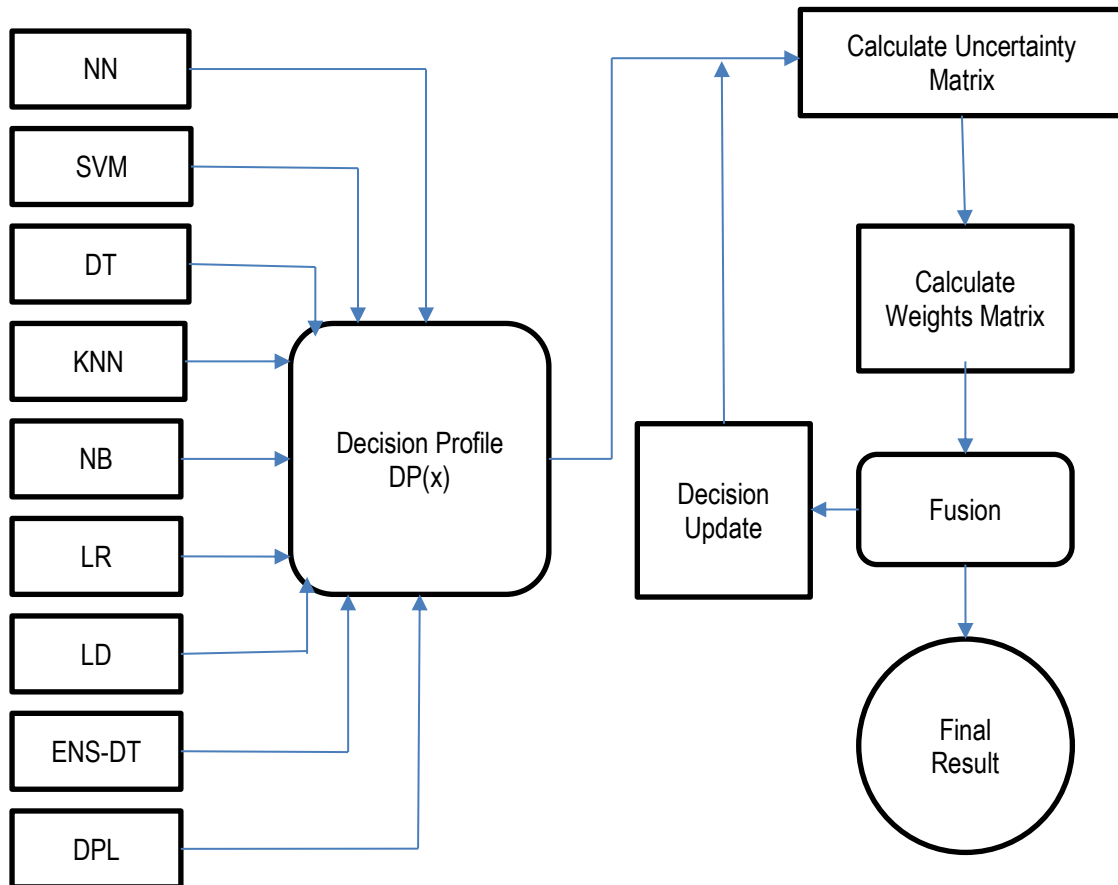 NN
SVM
DT
KNN
NB
LR
LD
ENS-DT
DPL
Decision Profile
DP(x)
Calculate Uncertainty
Matrix
Calculate
Weights Matrix
Decision
Update
Fusion
Final
Result